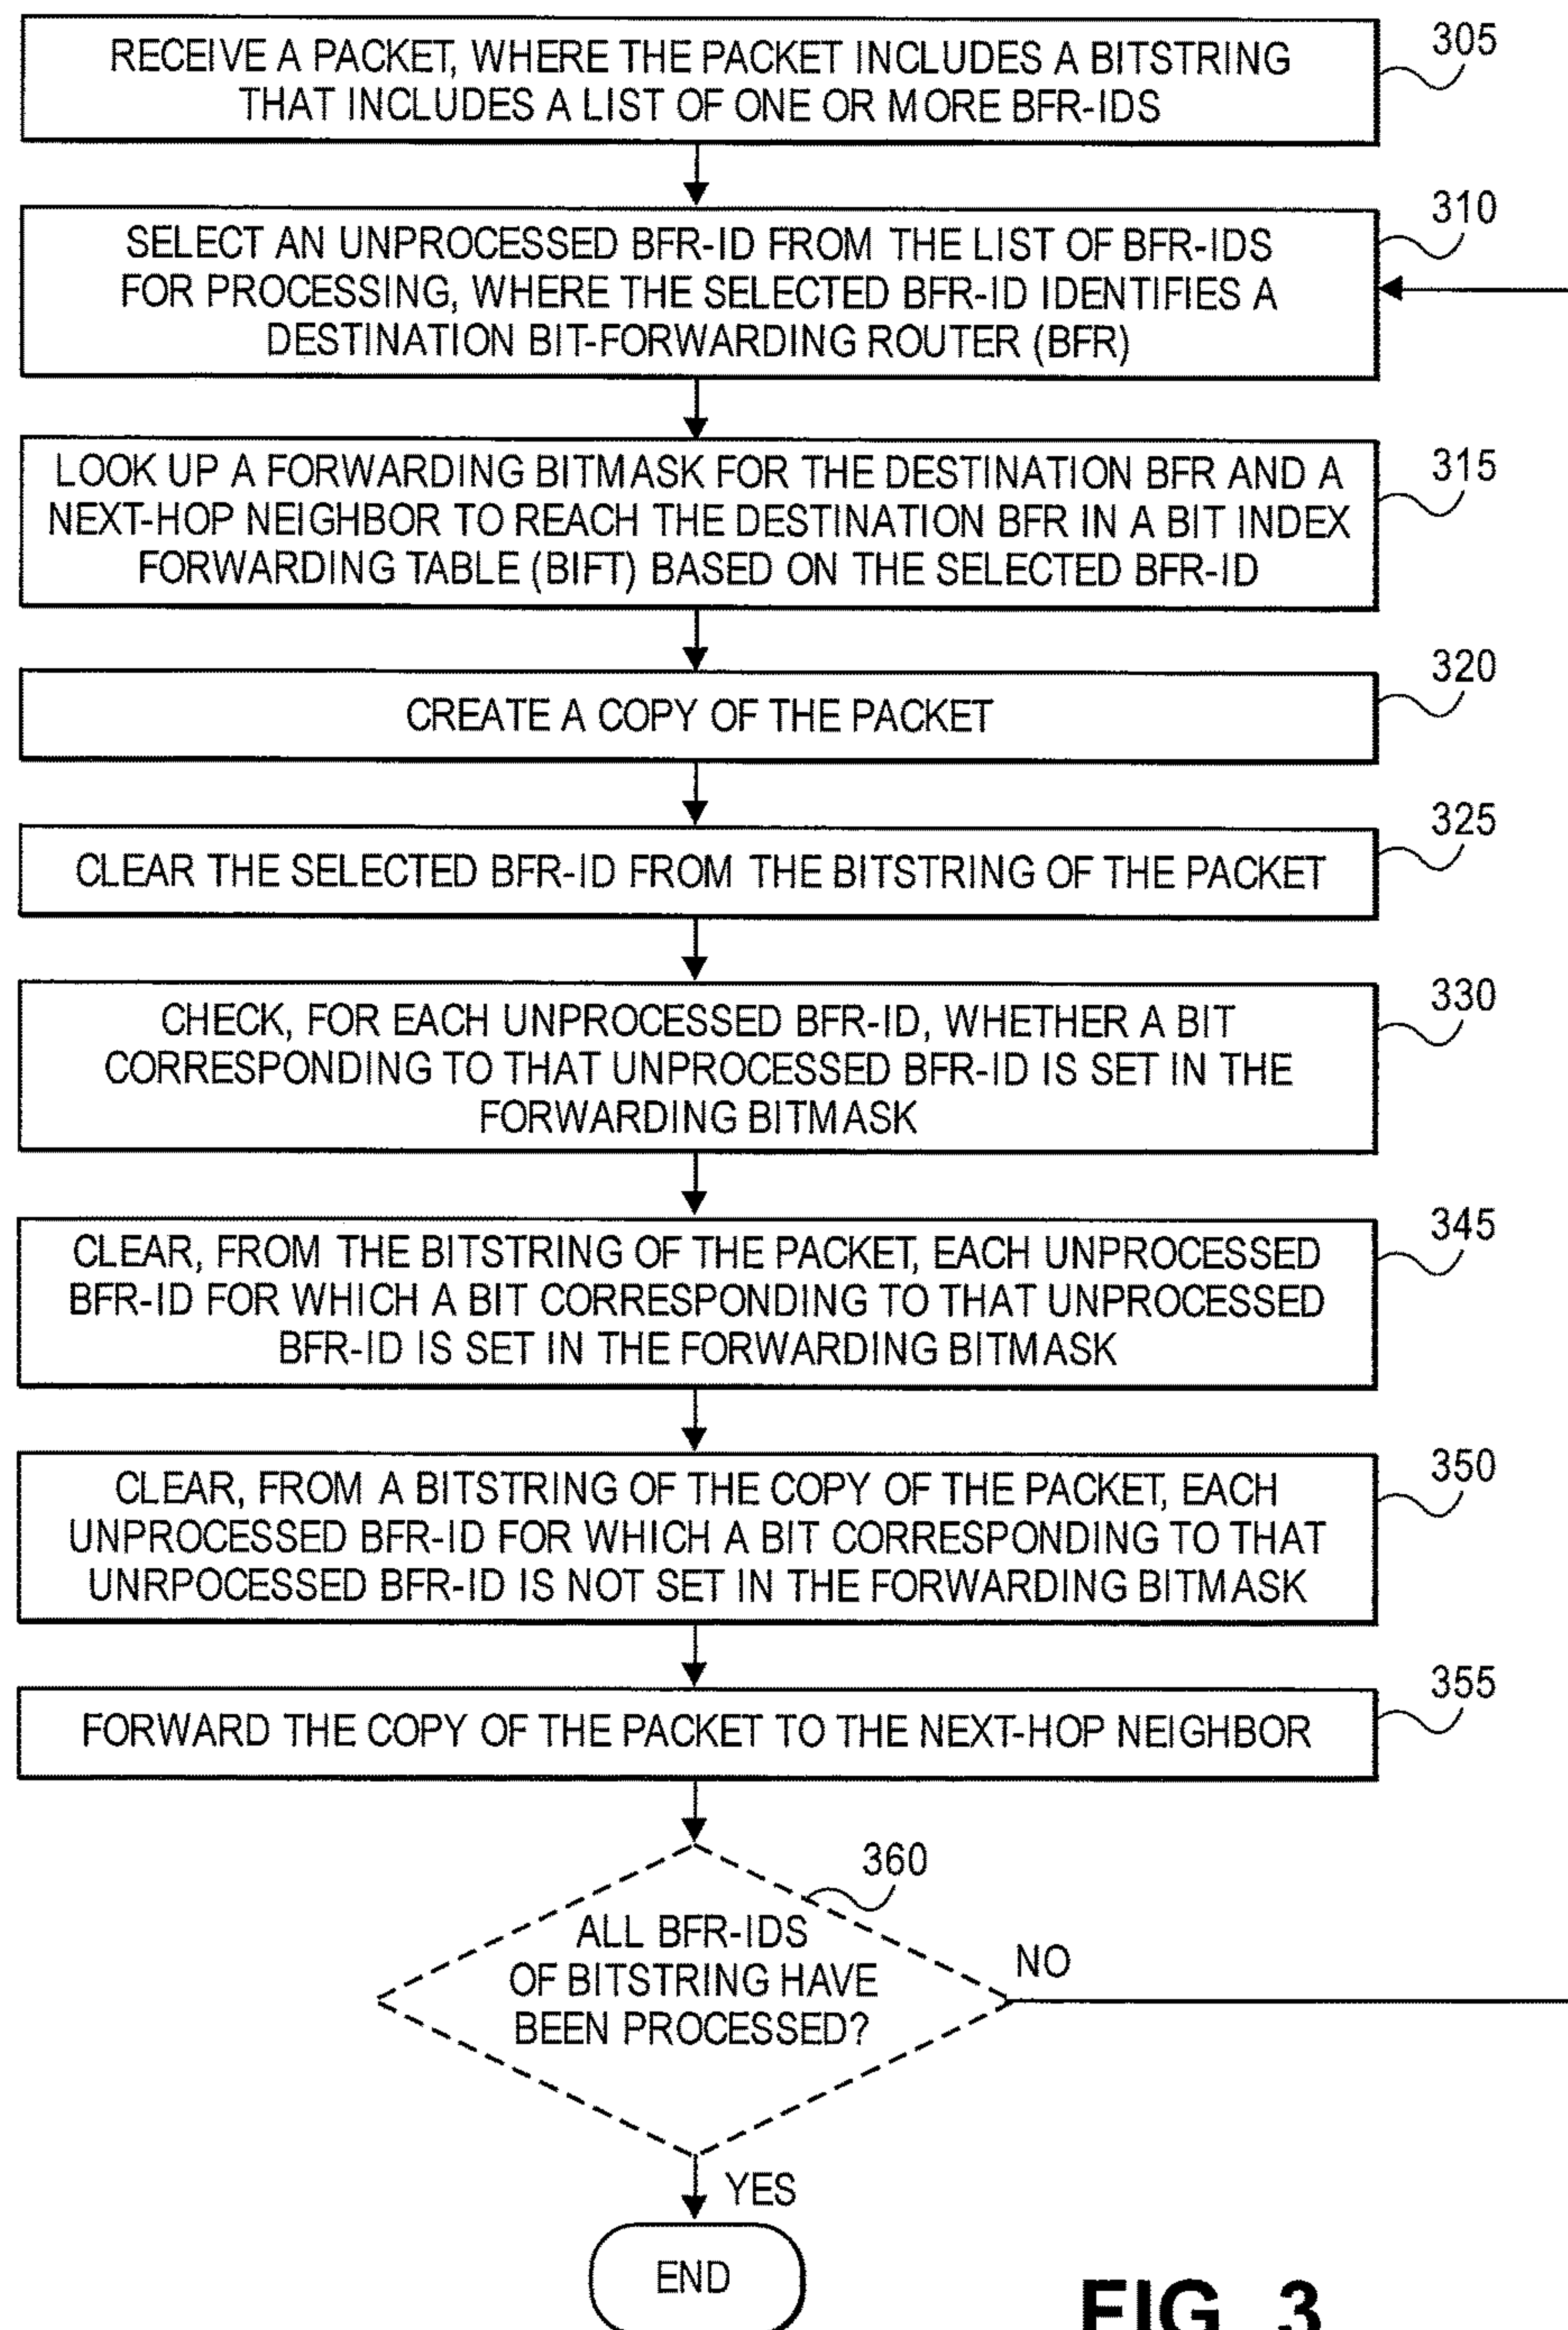 RECEIVE A PACKET, WHERE THE PACKET INCLUDES A BITSTRING
THAT INCLUDES A LIST OF ONE OR MORE BFR-IDS
305
SELECT AN UNPROCESSED BFR-ID FROM THE LIST OF BFR-IDS
FOR PROCESSING, WHERE THE SELECTED BFR-ID IDENTIFIES A
DESTINATION BIT-FORWARDING ROUTER (BFR)
310
LOOK UP A FORWARDING BITMASK FOR THE DESTINATION BFR AND A
NEXT-HOP NEIGHBOR TO REACH THE DESTINATION BFR IN A BIT INDEX
FORWARDING TABLE (BIFT) BASED ON THE SELECTED BFR-ID
315
CREATE A COPY OF THE PACKET
320
CLEAR THE SELECTED BFR-ID FROM THE BITSTRING OF THE PACKET
325
CHECK, FOR EACH UNPROCESSED BFR-ID, WHETHER A BIT
CORRESPONDING TO THAT UNPROCESSED BFR-ID IS SET IN THE
FORWARDING BITMASK
330
CLEAR, FROM THE BITSTRING OF THE PACKET, EACH UNPROCESSED
BFR-ID FOR WHICH A BIT CORRESPONDING TO THAT UNPROCESSED
BFR-ID IS SET IN THE FORWARDING BITMASK
345
CLEAR, FROM A BITSTRING OF THE COPY OF THE PACKET, EACH
UNPROCESSED BFR-ID FOR WHICH A BIT CORRESPONDING TO THAT
UNRPOCESSED BFR-ID IS NOT SET IN THE FORWARDING BITMASK
350
FORWARD THE COPY OF THE PACKET TO THE NEXT-HOP NEIGHBOR
355
360
ALL BFR-IDS
OF BITSTRING HAVE
BEEN PROCESSED?
NO
YES
END
FIG. 3